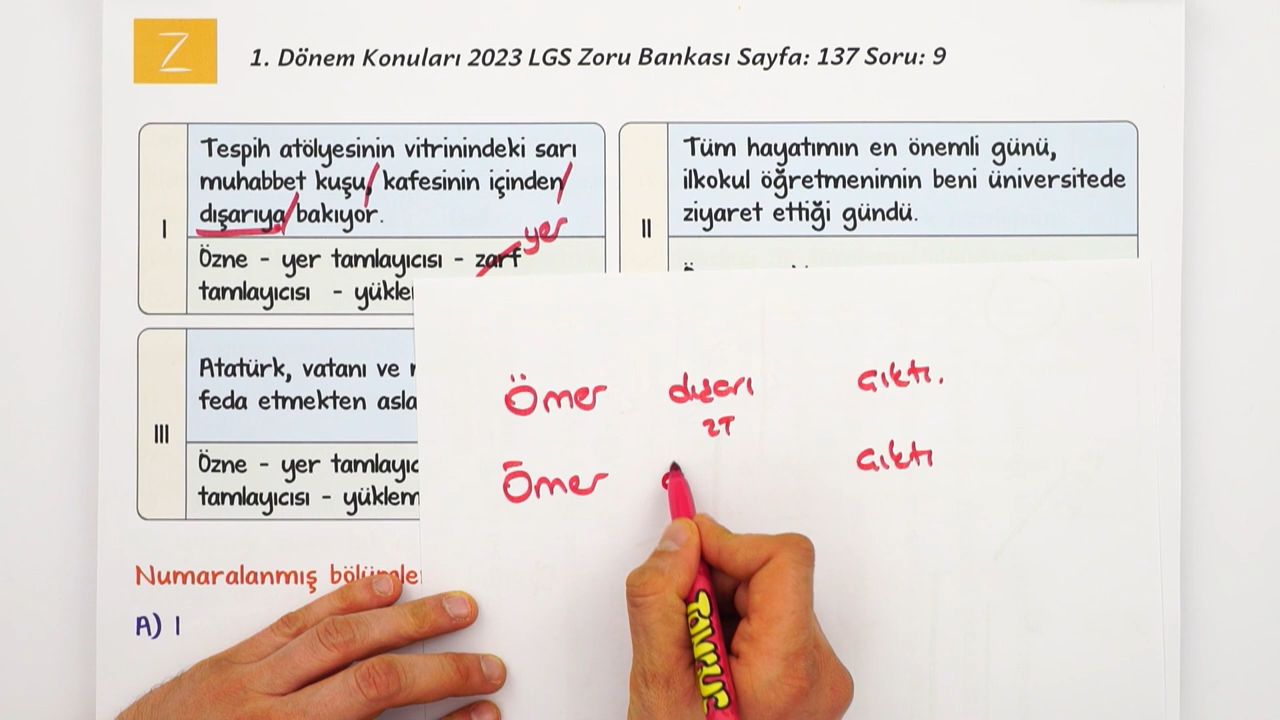 Z
1. Dönem Konuları 2023 LGS Zoru Bankası Sayfa: 137 Soru: 9
I
Tespih atölyesinin vitrinindeki sarı
muhabbet kuşu, kafesinin içinden
dışarıya bakıyor.
Özne - yer tamlayıcısı - zarf yer
tamlayıcısı - yükle
II
Tüm hayatımın en önemli günü,
ilkokul öğretmenimin beni üniversitede
ziyaret ettiği gündü.
III
Atatürk, vatanı ve
feda etmekten asla
Özne - yer tamlayıc
tamlayıcısı - yüklem
Ömer dışarı çıktı.
ZT
Ömer çıktı
Numaralanmış bölümle
A) I